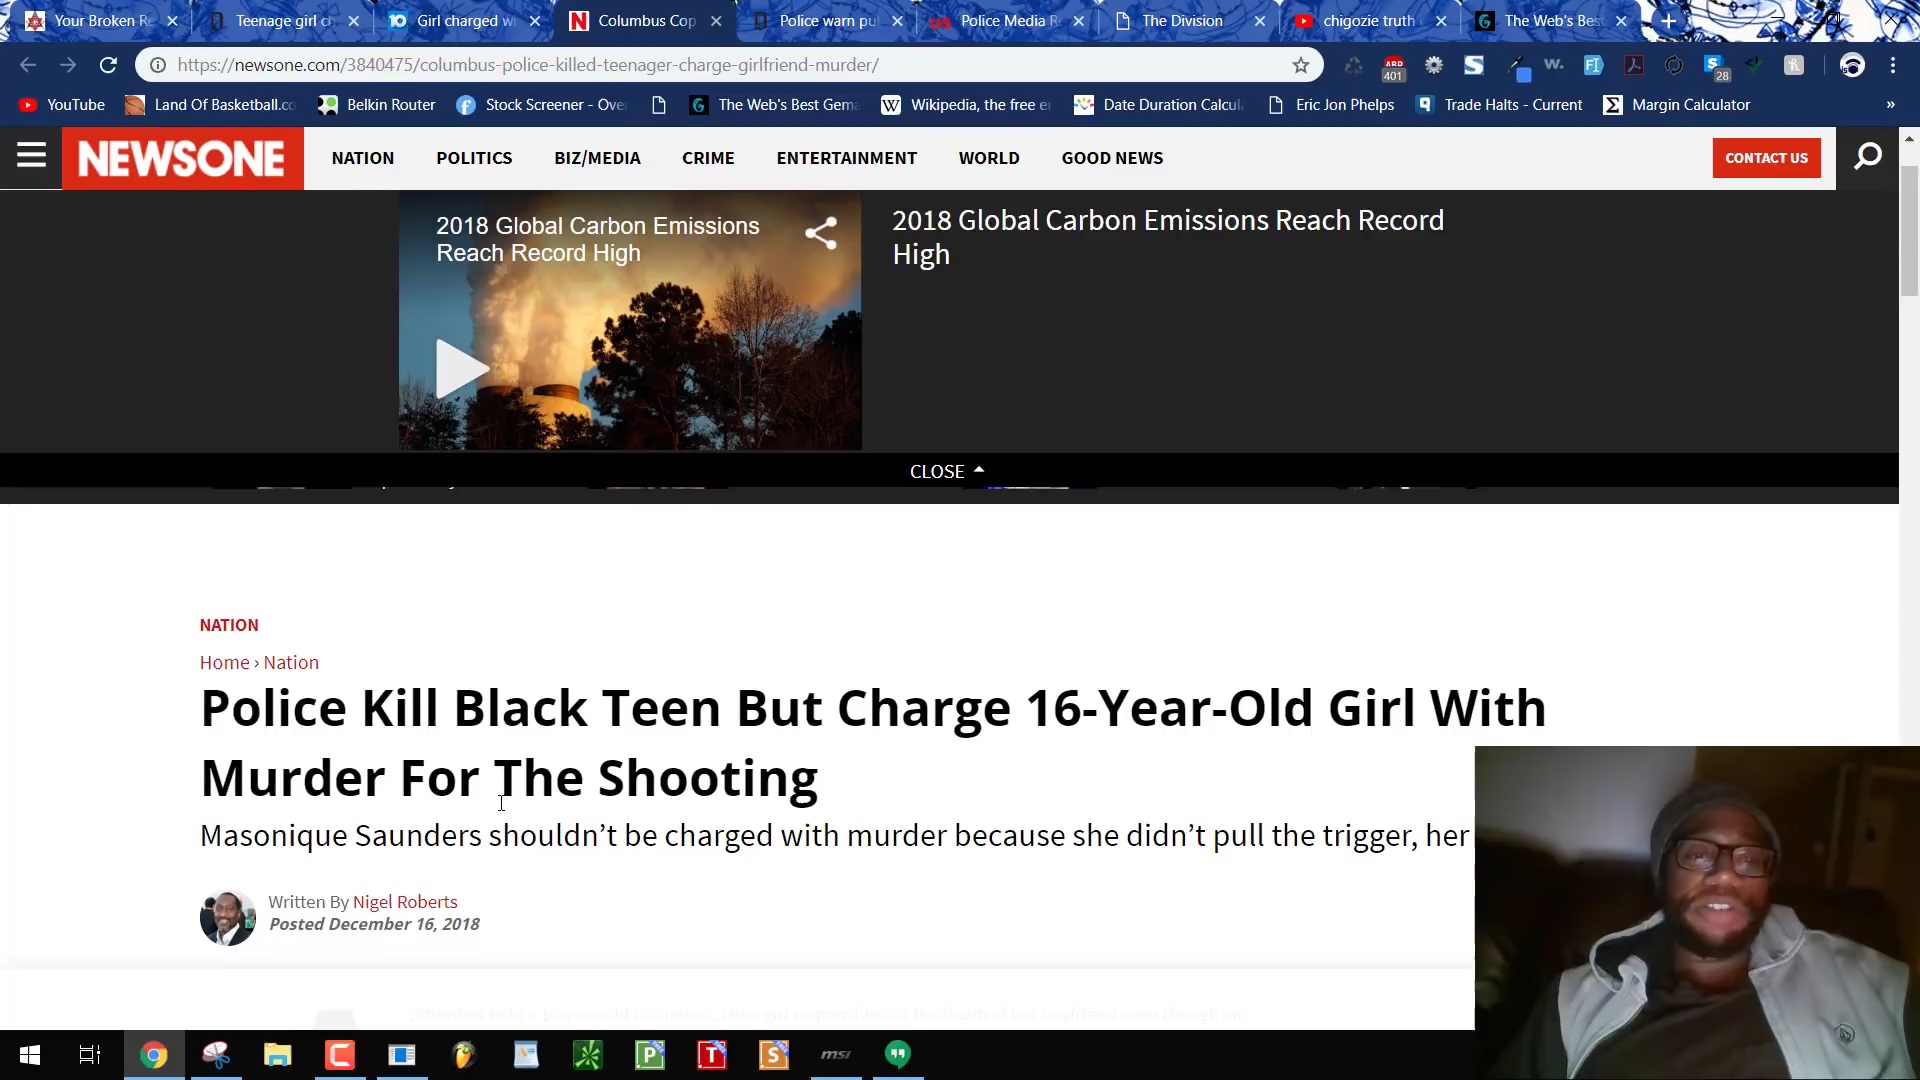 Your Broken Re
Teenage girl c
Girl charged w
Columbus Cop
Police warn pu
Police Media R
The Division
chigozie truth
The Web's Bes
https://newsone.com/3840475/columbus-police-killed-teenager-charge-girlfriend-murder/
ABP
401
28
YouTube
Land Of Basketball.co
Belkin Router
Stock Screener - Ove
The Web's Best Gema
Wikipedia, the free e
Date Duration Calcul
Eric Jon Phelps
Trade Halts - Current
Margin Calculator
»
NEWSONE
NATION
POLITICS
BIZ/MEDIA
CRIME
ENTERTAINMENT
WORLD
GOOD NEWS
CONTACT US
2018 Global Carbon Emissions
Reach Record High
2018 Global Carbon Emissions Reach Record
High
CLOSE
NATION
Home › Nation
Police Kill Black Teen But Charge 16-Year-Old Girl With
Murder For The Shooting
Masonique Saunders shouldn’t be charged with murder because she didn’t pull the trigger, her
Written By Nigel Roberts
Posted December 16, 2018
msi